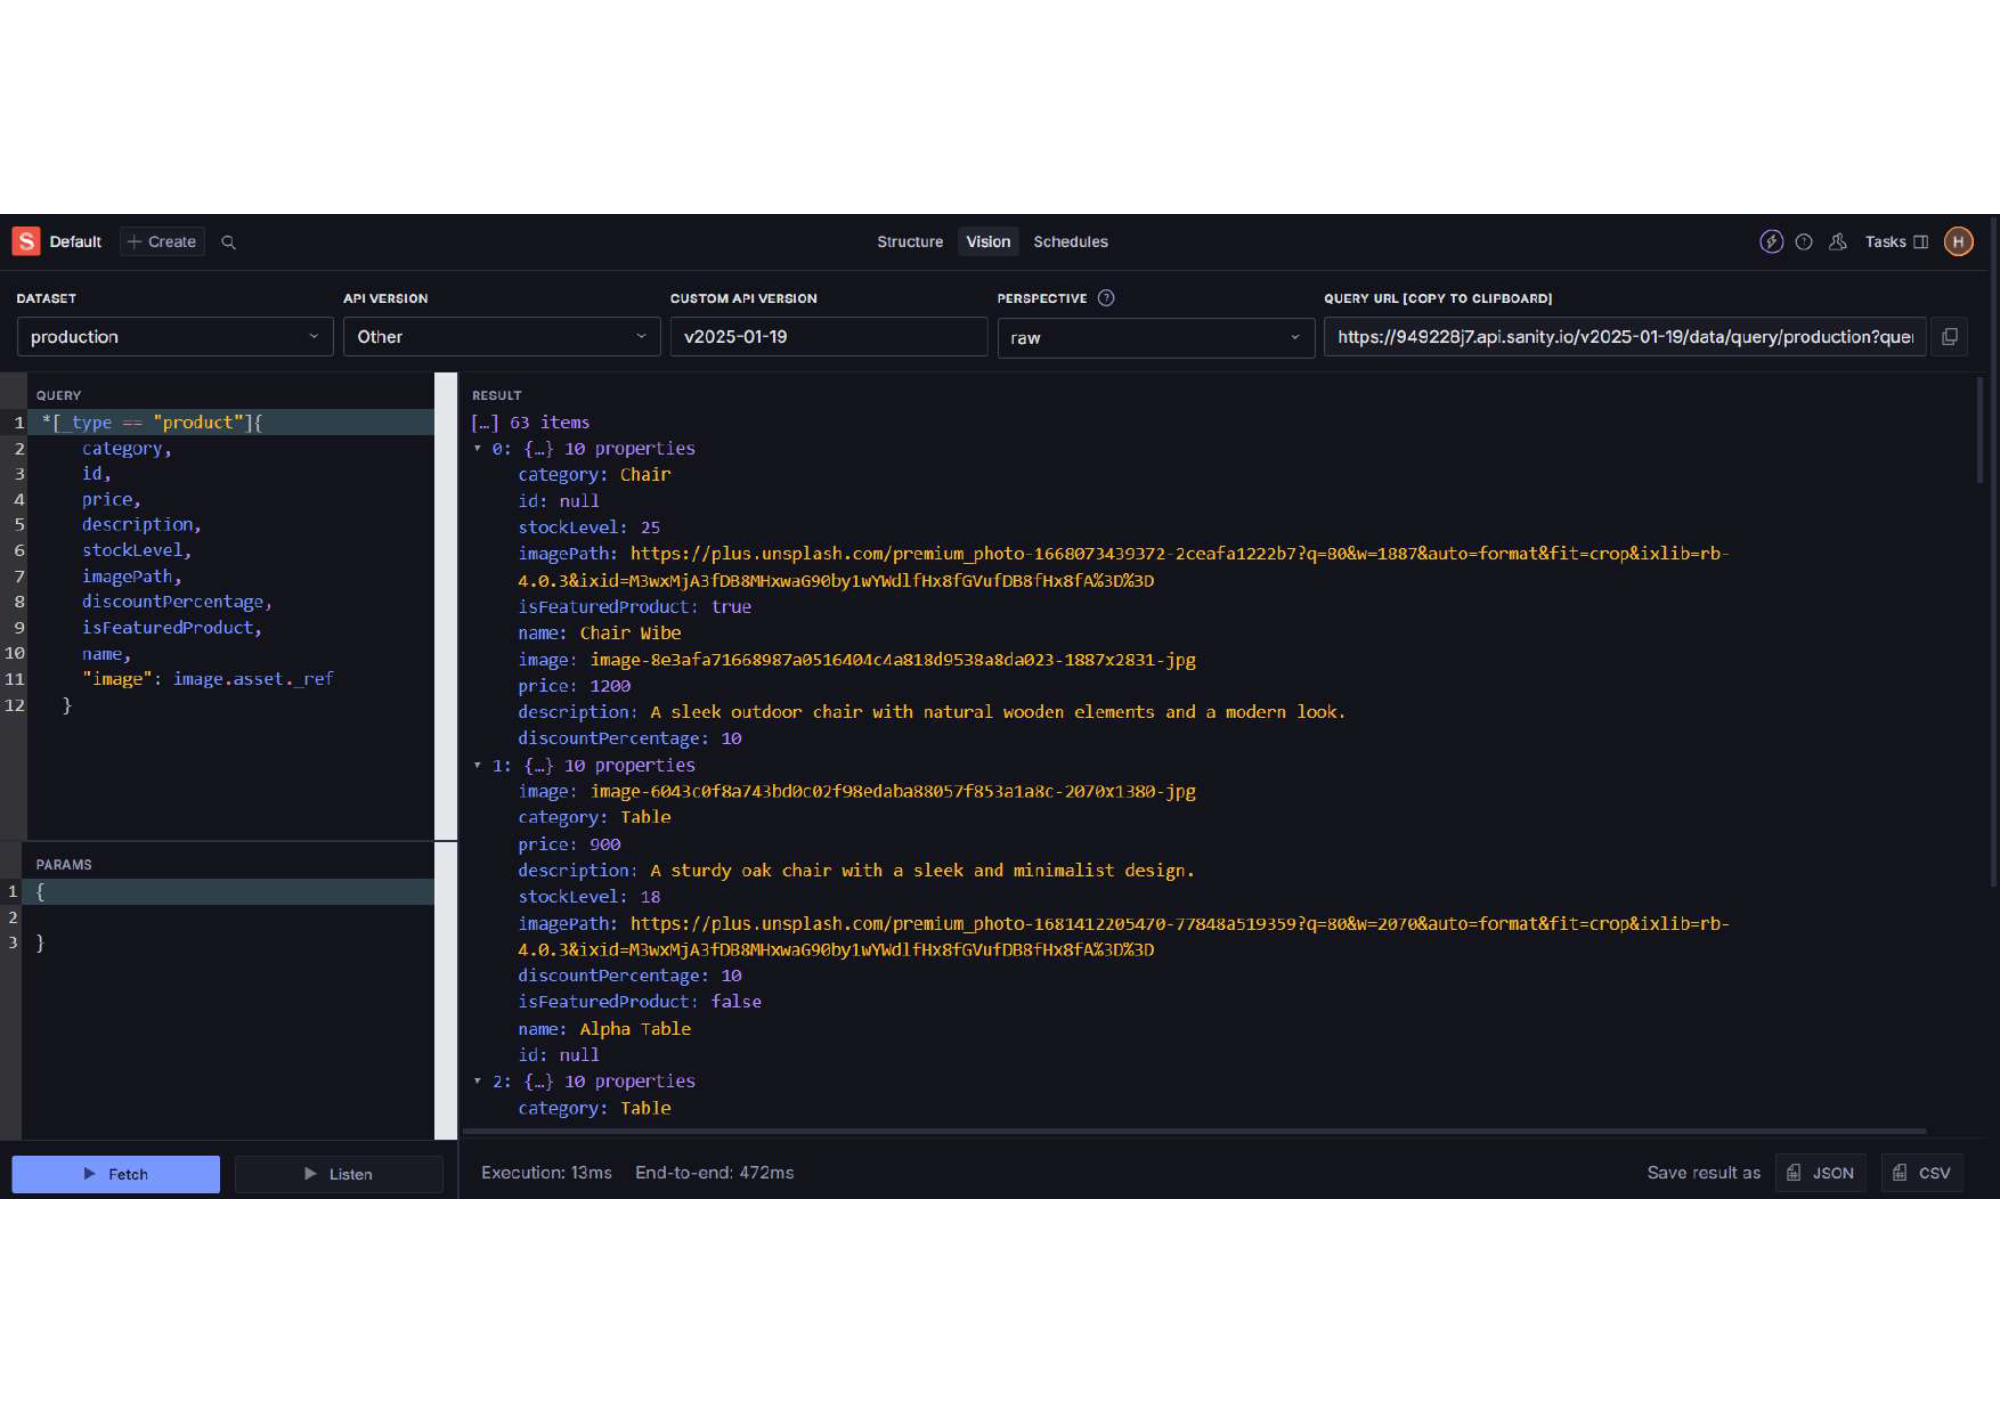 S Default + Create Structure Vision Schedules Tasks H
DATASET API VERSION CUSTOM API VERSION PERSPECTIVE ? QUERY URL [COPY TO CLIPBOARD]
production Other v2025-01-19 raw https://949228j7.api.sanity.io/v2025-01-19/data/query/production?quer
QUERY
1 *[_type == "product"]{
2 category,
3 id,
4 price,
5 description,
6 stockLevel,
7 imagePath,
8 discountPercentage,
9 isFeaturedProduct,
10 name,
11 "image": image.asset._ref
12 }
PARAMS
1 {
2
3 }
Fetch Listen
RESULT
[…] 63 items
0: {…} 10 properties
category: Chair
id: null
stockLevel: 25
imagePath: https://plus.unsplash.com/premium_photo-1668073439372-2ceafa1222b7?q=80&w=1887&auto=format&fit=crop&ixlib=rb-
4.0.3&ixid=M3wxMjA3fDB8MHxwaG90by1wYWdlfHx8fGVufDB8fHx8fA%3D%3D
isFeaturedProduct: true
name: Chair Wibe
image: image-8e3afa71668987a0516404c4a818d9538a8da023-1887x2831-jpg
price: 1200
description: A sleek outdoor chair with natural wooden elements and a modern look.
discountPercentage: 10
1: {…} 10 properties
image: image-6043c0f8a743bd0c02f98edaba88057f853a1a8c-2070x1380-jpg
category: Table
price: 900
description: A sturdy oak chair with a sleek and minimalist design.
stockLevel: 18
imagePath: https://plus.unsplash.com/premium_photo-1681412205470-77848a519359?q=80&w=2070&auto=format&fit=crop&ixlib=rb-
4.0.3&ixid=M3wxMjA3fDB8MHxwaG90by1wYWdlfHx8fGVufDB8fHx8fA%3D%3D
discountPercentage: 10
isFeaturedProduct: false
name: Alpha Table
id: null
2: {…} 10 properties
category: Table
Execution: 13ms End-to-end: 472ms Save result as JSON CSV